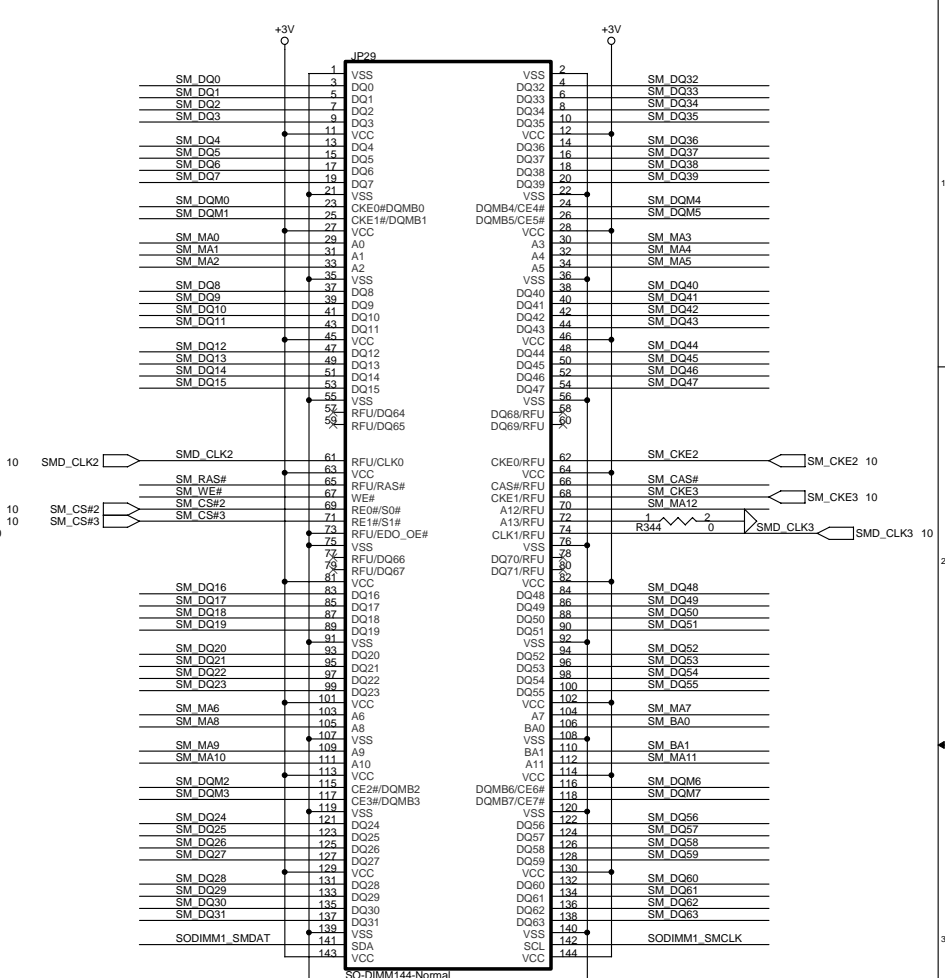 +3V +3V
JP29
1 VSS VSS 2
SM_DQ0 3 DQ0 DQ32 4 SM_DQ32
SM_DQ1 5 DQ1 DQ33 6 SM_DQ33
SM_DQ2 7 DQ2 DQ34 8 SM_DQ34
SM_DQ3 9 DQ3 DQ35 10 SM_DQ35
11 VCC VCC 12
SM_DQ4 13 DQ4 DQ36 14 SM_DQ36
SM_DQ5 15 DQ5 DQ37 16 SM_DQ37
SM_DQ6 17 DQ6 DQ38 18 SM_DQ38
SM_DQ7 19 DQ7 DQ39 20 SM_DQ39
21 VSS VSS 22
SM_DQM0 23 CKE0#DQMB0 DQMB4/CE4# 24 SM_DQM4
SM_DQM1 25 CKE1#/DQMB1 DQMB5/CE5# 26 SM_DQM5
27 VCC VCC 28
SM_MA0 29 A0 A3 30 SM_MA3
SM_MA1 31 A1 A4 32 SM_MA4
SM_MA2 33 A2 A5 34 SM_MA5
35 VSS VSS 36
SM_DQ8 37 DQ8 DQ40 38 SM_DQ40
SM_DQ9 39 DQ9 DQ41 40 SM_DQ41
SM_DQ10 41 DQ10 DQ42 42 SM_DQ42
SM_DQ11 43 DQ11 DQ43 44 SM_DQ43
45 VCC VCC 46
SM_DQ12 47 DQ12 DQ44 48 SM_DQ44
SM_DQ13 49 DQ13 DQ45 50 SM_DQ45
SM_DQ14 51 DQ14 DQ46 52 SM_DQ46
SM_DQ15 53 DQ15 DQ47 54 SM_DQ47
55 VSS VSS 56
57 RFU/DQ64 DQ68/RFU 58
59 RFU/DQ65 DQ69/RFU 60
10 SMD_CLK2 SMD_CLK2 61 RFU/CLK0 CKE0/RFU 62 SM_CKE2 SM_CKE2 10
63 VCC VCC 64
SM_RAS# 65 RFU/RAS# CAS#/RFU 66 SM_CAS#
SM_WE# 67 WE# CKE1/RFU 68 SM_CKE3 SM_CKE3 10
10 SM_CS#2 SM_CS#2 69 RE0#/S0# A12/RFU 70 SM_MA12
10 SM_CS#3 SM_CS#3 71 RE1#/S1# A13/RFU 72 1 R344 2 0 SMD_CLK3
73 RFU/EDO_OE# CLK1/RFU 74 SMD_CLK3 10
75 VSS VSS 76
77 RFU/DQ66 DQ70/RFU 78
79 RFU/DQ67 DQ71/RFU 80
81 VCC VCC 82
SM_DQ16 83 DQ16 DQ48 84 SM_DQ48
SM_DQ17 85 DQ17 DQ49 86 SM_DQ49
SM_DQ18 87 DQ18 DQ50 88 SM_DQ50
SM_DQ19 89 DQ19 DQ51 90 SM_DQ51
91 VSS VSS 92
SM_DQ20 93 DQ20 DQ52 94 SM_DQ52
SM_DQ21 95 DQ21 DQ53 96 SM_DQ53
SM_DQ22 97 DQ22 DQ54 98 SM_DQ54
SM_DQ23 99 DQ23 DQ55 100 SM_DQ55
101 VCC VCC 102
SM_MA6 103 A6 A7 104 SM_MA7
SM_MA8 105 A8 BA0 106 SM_BA0
107 VSS VSS 108
SM_MA9 109 A9 BA1 110 SM_BA1
SM_MA10 111 A10 A11 112 SM_MA11
113 VCC VCC 114
SM_DQM2 115 CE2#/DQMB2 DQMB6/CE6# 116 SM_DQM6
SM_DQM3 117 CE3#/DQMB3 DQMB7/CE7# 118 SM_DQM7
119 VSS VSS 120
SM_DQ24 121 DQ24 DQ56 122 SM_DQ56
SM_DQ25 123 DQ25 DQ57 124 SM_DQ57
SM_DQ26 125 DQ26 DQ58 126 SM_DQ58
SM_DQ27 127 DQ27 DQ59 128 SM_DQ59
129 VCC VCC 130
SM_DQ28 131 DQ28 DQ60 132 SM_DQ60
SM_DQ29 133 DQ29 DQ61 134 SM_DQ61
SM_DQ30 135 DQ30 DQ62 136 SM_DQ62
SM_DQ31 137 DQ31 DQ63 138 SM_DQ63
139 VSS VSS 140
SODIMM1_SMDAT 141 SDA SCL 142 SODIMM1_SMCLK
143 VCC VCC 144
SO-DIMM144-Normal
1
2
3